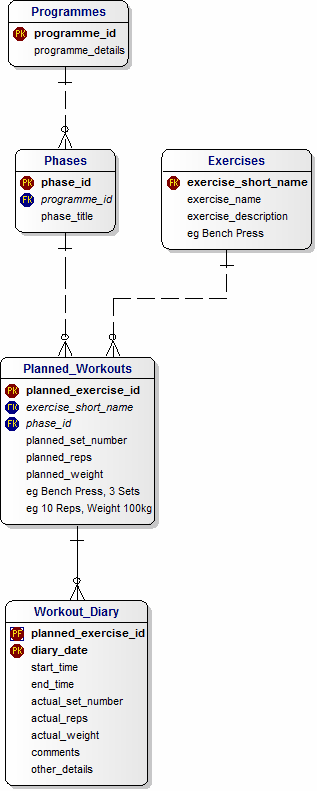 Programmes
PK programme_id
programme_details
Phases
PK phase_id
FK programme_id
phase_title
Exercises
FK exercise_short_name
exercise_name
exercise_description
eg Bench Press
Planned_Workouts
PK planned_exercise_id
FK exercise_short_name
FK phase_id
planned_set_number
planned_reps
planned_weight
eg Bench Press, 3 Sets
eg 10 Reps, Weight 100kg
Workout_Diary
PF planned_exercise_id
PK diary_date
start_time
end_time
actual_set_number
actual_reps
actual_weight
comments
other_details